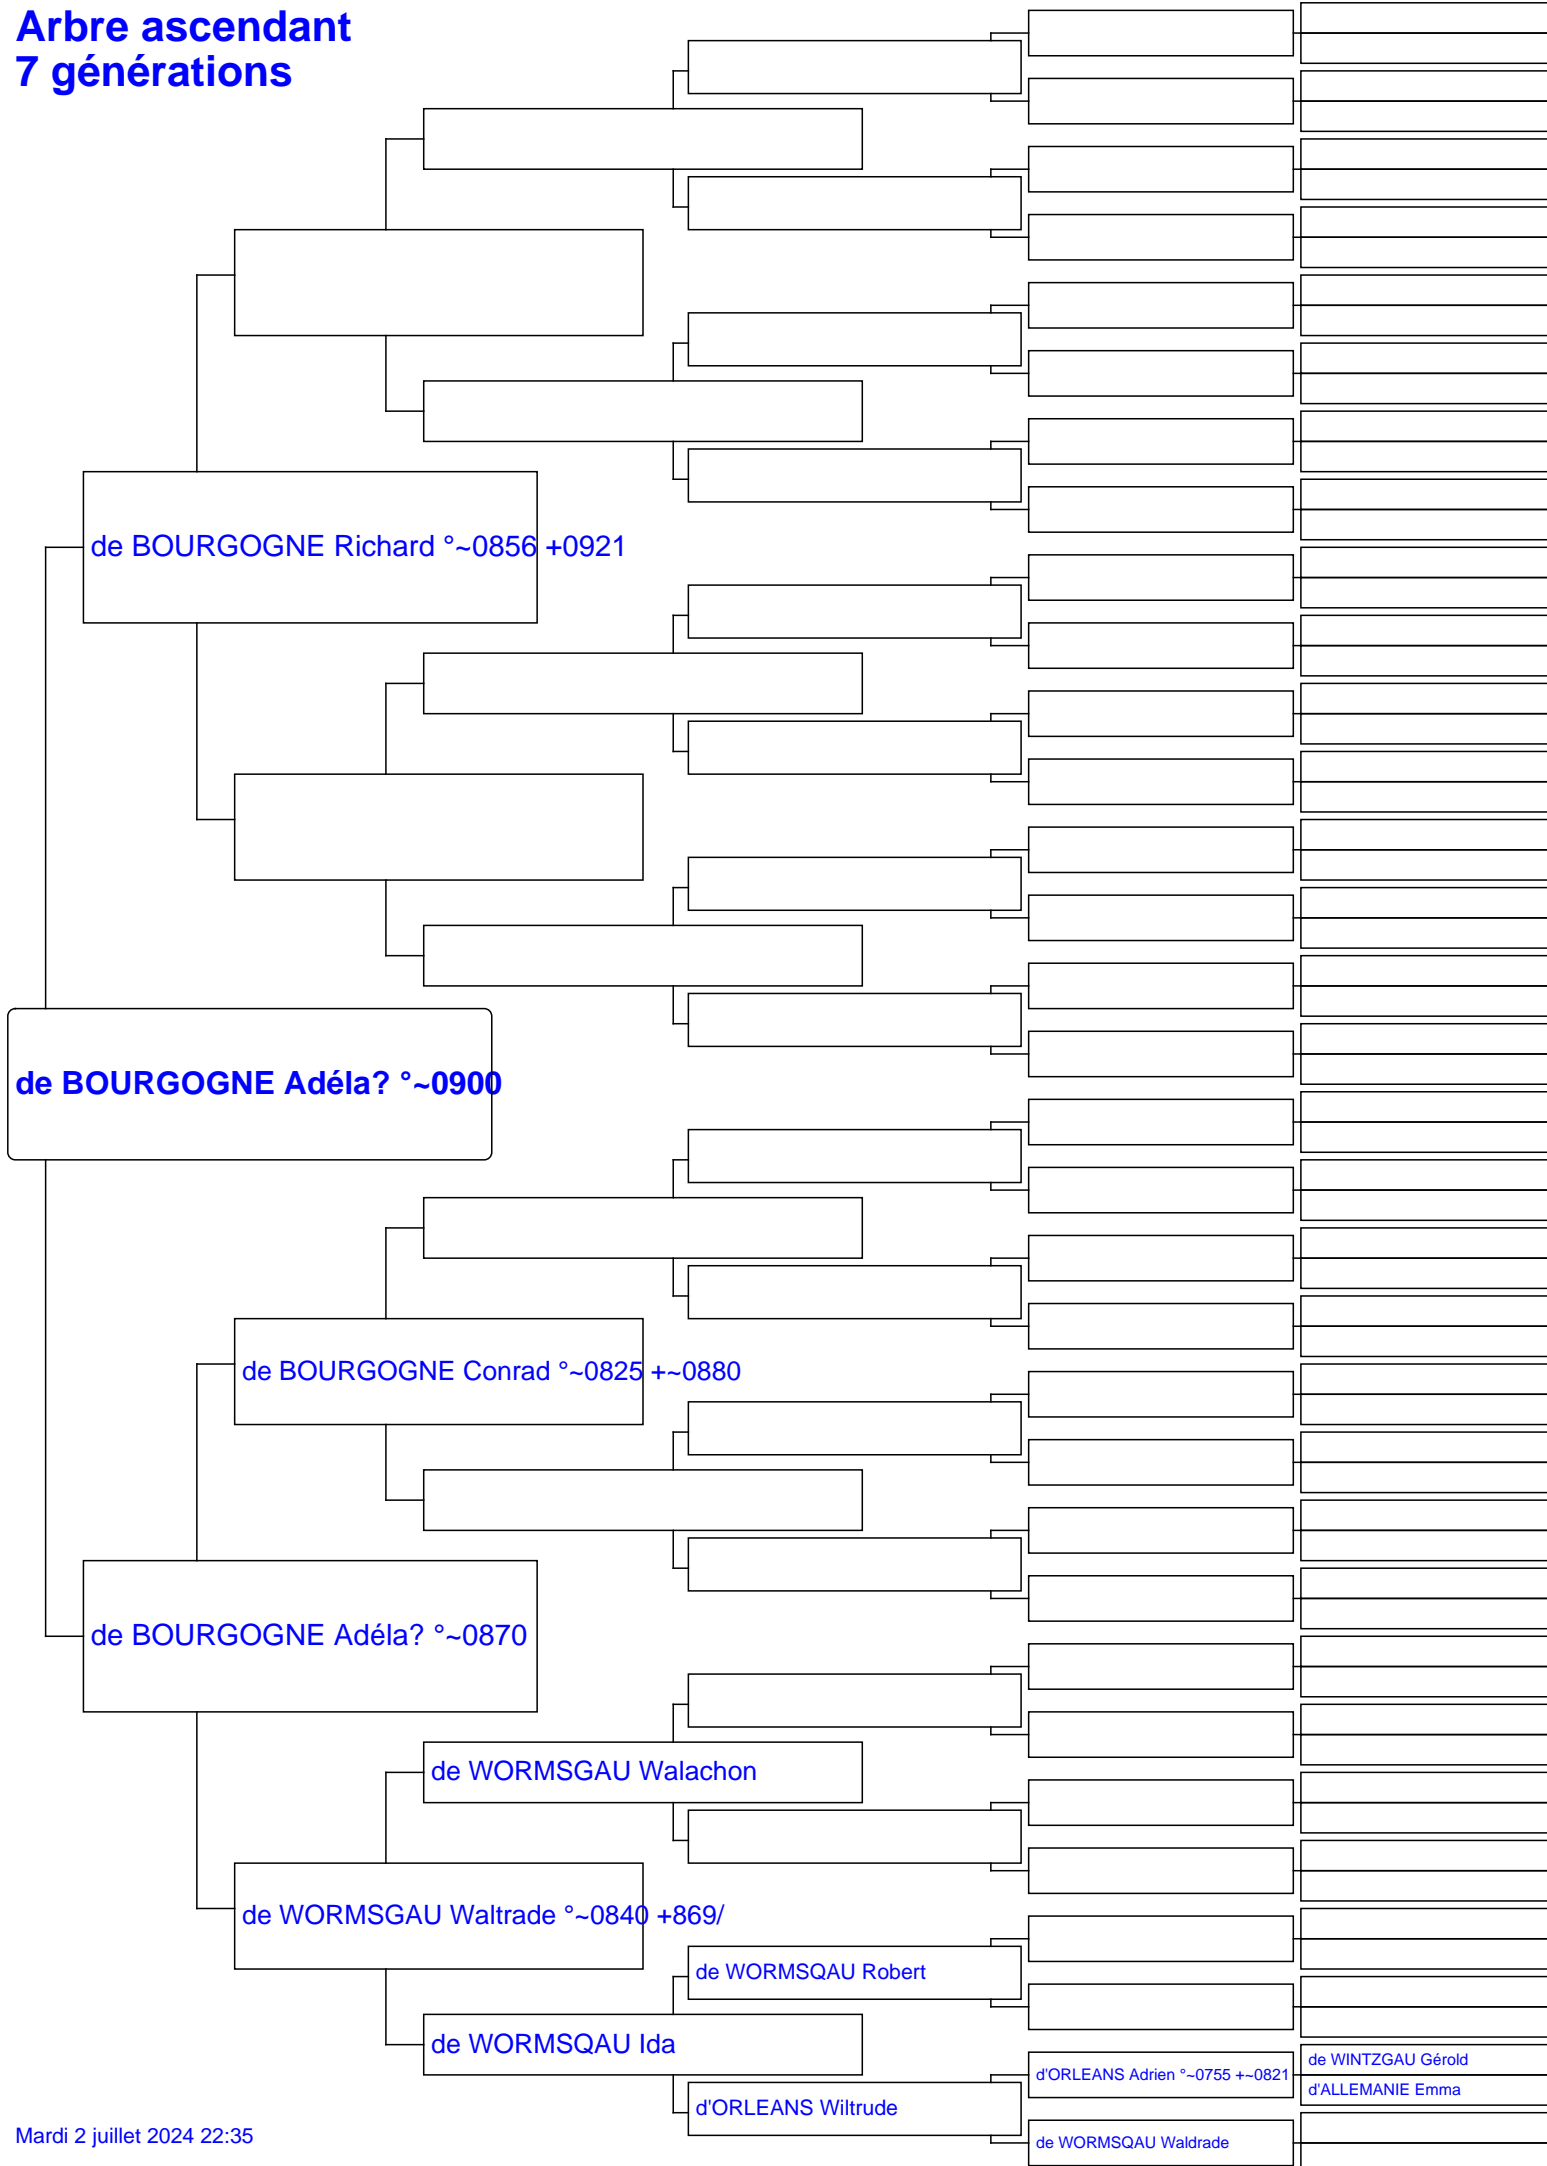 Arbre ascendant
7 générations
de BOURGOGNE Richard °~0856 +0921
de BOURGOGNE Adéla? °~0900
de BOURGOGNE Conrad °~0825 +~0880
de BOURGOGNE Adéla? °~0870
de WORMSGAU Walachon
de WORMSGAU Waltrade °~0840 +869/
de WORMSQAU Robert
de WORMSQAU Ida
d'ORLEANS Adrien °~0755 +~0821
de WINTZGAU Gérold
d'ALLEMANIE Emma
d'ORLEANS Wiltrude
de WORMSQAU Waldrade
Mardi 2 juillet 2024 22:35